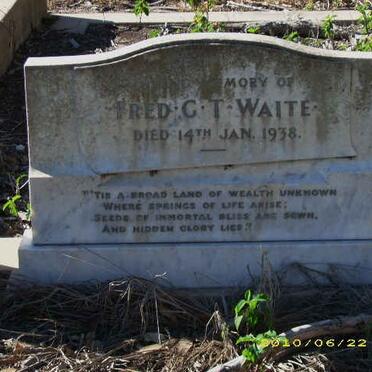 MORY OF
FRED. G. T. WAITE
DIED 14TH JAN. 1938.
"'TIS A BROAD LAND OF WEALTH UNKNOWN
WHERE SPRINGS OF LIFE ARISE;
SEEDS OF IMMORTAL BLISS ARE SOWN,
AND HIDDEN GLORY LIES."
2010/06/22